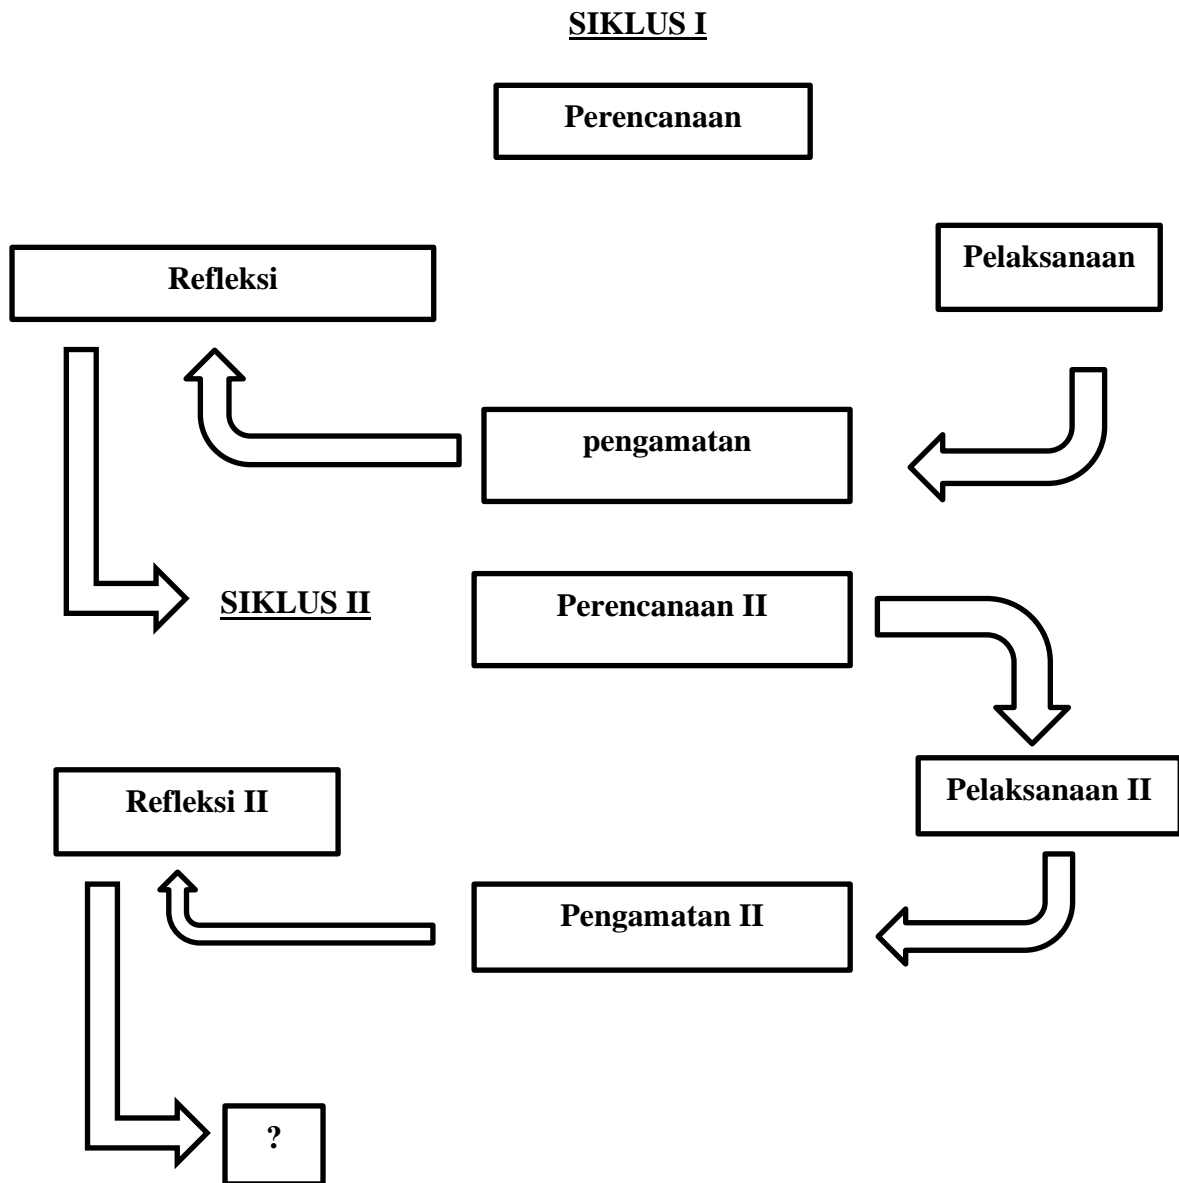 SIKLUS I
Perencanaan
Refleksi
Pelaksanaan
pengamatan
SIKLUS II
Perencanaan II
Refleksi II
Pelaksanaan II
Pengamatan II
?